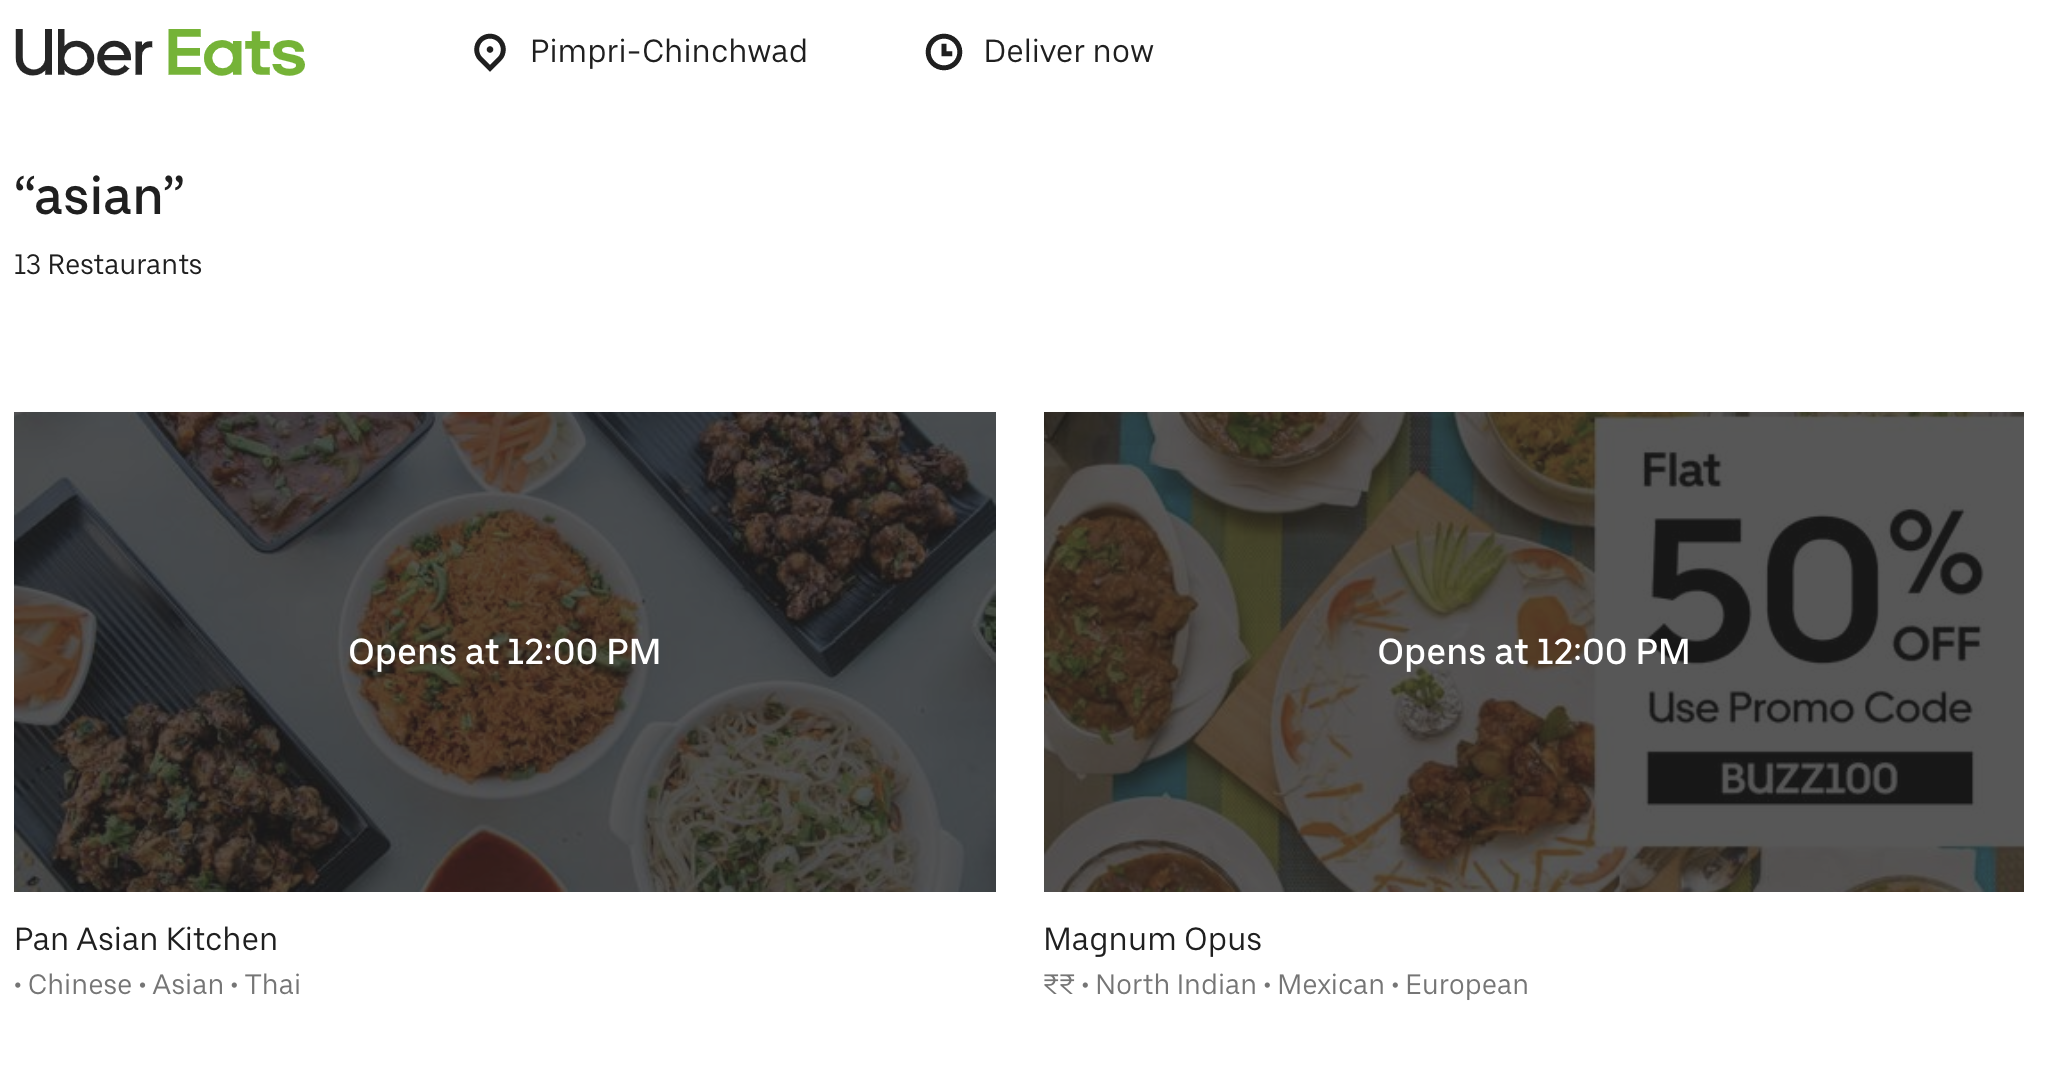 Uber Eats
Pimpri-Chinchwad
Deliver now
“asian”
13 Restaurants
Opens at 12:00 PM
Flat
50% OFF
Opens at 12:00 PM
Use Promo Code
BUZZ100
Pan Asian Kitchen
• Chinese • Asian • Thai
Magnum Opus
₹₹ • North Indian • Mexican • European